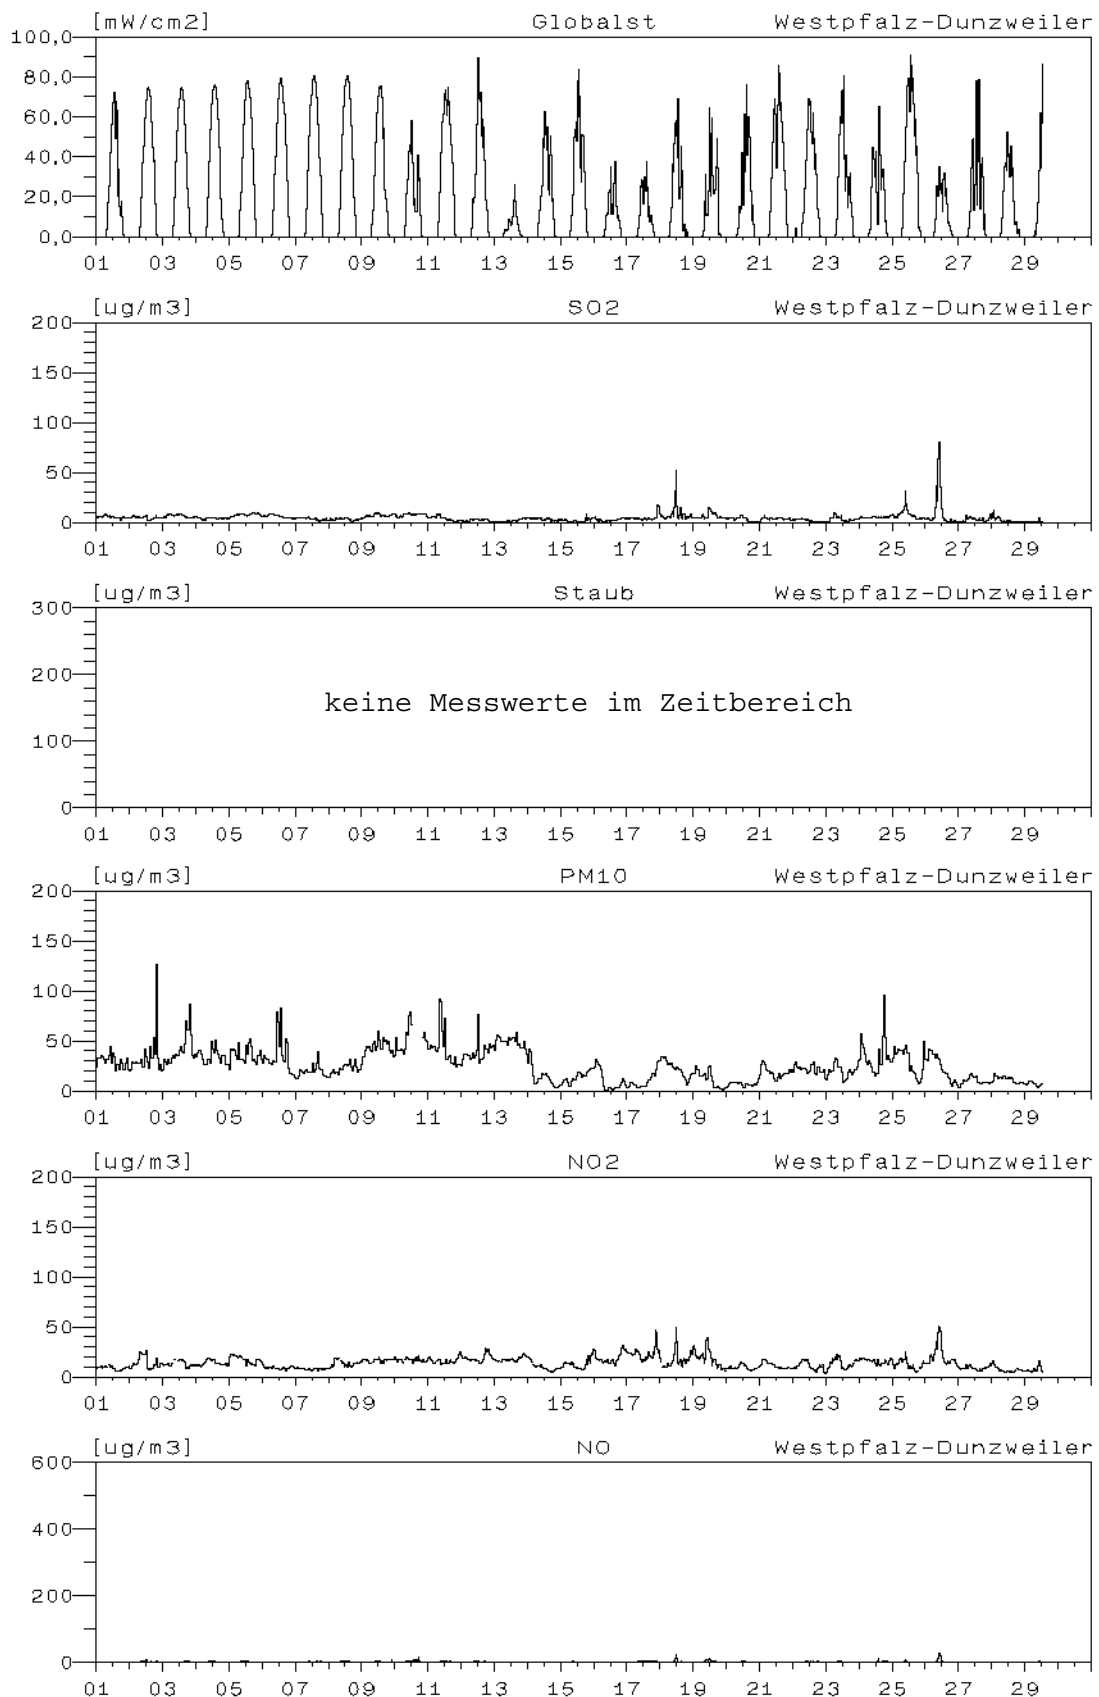 [mW/cm2] Globalst Westpfalz-Dunzweiler
100,0
80,0
60,0
40,0
20,0
0,0
01 03 05 07 09 11 13 15 17 19 21 23 25 27 29
[ug/m3] SO2 Westpfalz-Dunzweiler
200
150
100
50
0
01 03 05 07 09 11 13 15 17 19 21 23 25 27 29
[ug/m3] Staub Westpfalz-Dunzweiler
300
200
keine Messwerte im Zeitbereich
100
0
01 03 05 07 09 11 13 15 17 19 21 23 25 27 29
[ug/m3] PM10 Westpfalz-Dunzweiler
200
150
100
50
0
01 03 05 07 09 11 13 15 17 19 21 23 25 27 29
[ug/m3] NO2 Westpfalz-Dunzweiler
200
150
100
50
0
01 03 05 07 09 11 13 15 17 19 21 23 25 27 29
[ug/m3] NO Westpfalz-Dunzweiler
600
400
200
0
01 03 05 07 09 11 13 15 17 19 21 23 25 27 29